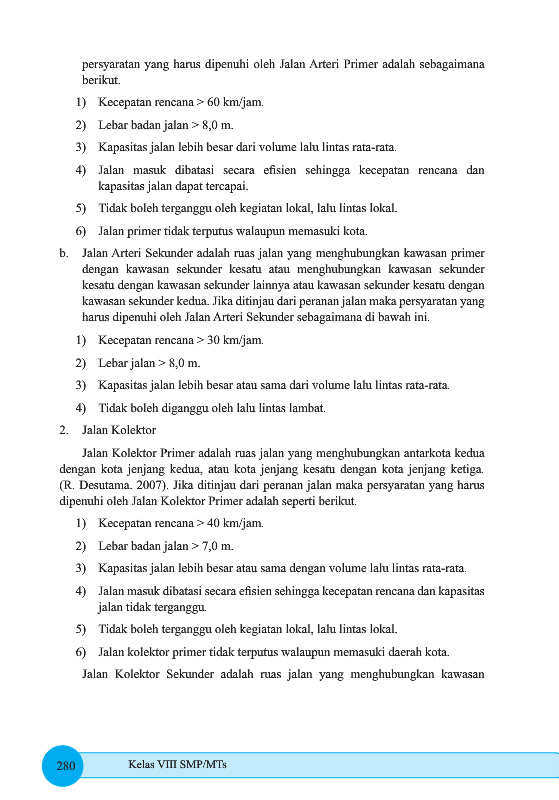 persyaratan yang harus dipenuhi oleh Jalan Arteri Primer adalah sebagaimana
berikut.
1) Kecepatan rencana > 60 km/jam.
2) Lebar badan jalan > 8,0 m.
3) Kapasitas jalan lebih besar dari volume lalu lintas rata-rata.
4) Jalan masuk dibatasi secara efisien sehingga kecepatan rencana dan
kapasitas jalan dapat tercapai.
5) Tidak boleh terganggu oleh kegiatan lokal, lalu lintas lokal.
6) Jalan primer tidak terputus walaupun memasuki kota.
b. Jalan Arteri Sekunder adalah ruas jalan yang menghubungkan kawasan primer
dengan kawasan sekunder kesatu atau menghubungkan kawasan sekunder
kesatu dengan kawasan sekunder lainnya atau kawasan sekunder kesatu dengan
kawasan sekunder kedua. Jika ditinjau dari peranan jalan maka persyaratan yang
harus dipenuhi oleh Jalan Arteri Sekunder sebagaimana di bawah ini.
1) Kecepatan rencana > 30 km/jam.
2) Lebar jalan > 8,0 m.
3) Kapasitas jalan lebih besar atau sama dari volume lalu lintas rata-rata.
4) Tidak boleh diganggu oleh lalu lintas lambat.
2. Jalan Kolektor
Jalan Kolektor Primer adalah ruas jalan yang menghubungkan antarkota kedua
dengan kota jenjang kedua, atau kota jenjang kesatu dengan kota jenjang ketiga.
(R. Desutama. 2007). Jika ditinjau dari peranan jalan maka persyaratan yang harus
dipenuhi oleh Jalan Kolektor Primer adalah seperti berikut.
1) Kecepatan rencana > 40 km/jam.
2) Lebar badan jalan > 7,0 m.
3) Kapasitas jalan lebih besar atau sama dengan volume lalu lintas rata-rata.
4) Jalan masuk dibatasi secara efisien sehingga kecepatan rencana dan kapasitas
jalan tidak terganggu.
5) Tidak boleh terganggu oleh kegiatan lokal, lalu lintas lokal.
6) Jalan kolektor primer tidak terputus walaupun memasuki daerah kota.
Jalan Kolektor Sekunder adalah ruas jalan yang menghubungkan kawasan
280 Kelas VIII SMP/MTs